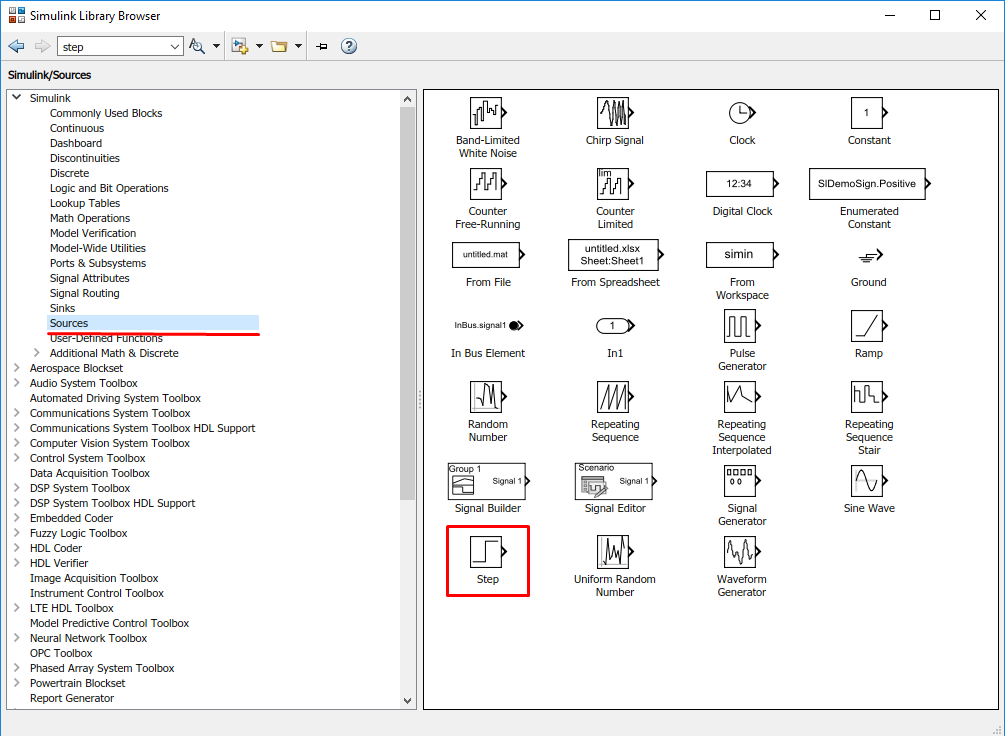 Simulink Library Browser
step
Simulink/Sources
Simulink
Commonly Used Blocks
Continuous
Dashboard
Discontinuities
Discrete
Logic and Bit Operations
Lookup Tables
Math Operations
Model Verification
Model-Wide Utilities
Ports & Subsystems
Signal Attributes
Signal Routing
Sinks
Sources
User-Defined Functions
Additional Math & Discrete
Aerospace Blockset
Audio System Toolbox
Automated Driving System Toolbox
Communications System Toolbox
Communications System Toolbox HDL Support
Computer Vision System Toolbox
Control System Toolbox
Data Acquisition Toolbox
DSP System Toolbox
DSP System Toolbox HDL Support
Embedded Coder
Fuzzy Logic Toolbox
HDL Coder
HDL Verifier
Image Acquisition Toolbox
Instrument Control Toolbox
LTE HDL Toolbox
Model Predictive Control Toolbox
Neural Network Toolbox
OPC Toolbox
Phased Array System Toolbox
Powertrain Blockset
Report Generator
1
Band-Limited
White Noise
Chirp Signal
Clock
Constant
lim
12:34
SlDemoSign.Positive
Counter
Free-Running
Counter
Limited
Digital Clock
Enumerated
Constant
untitled.mat
untitled.xlsx
Sheet:Sheet1
simin
From File
From Spreadsheet
From
Workspace
Ground
InBus.signal1
1
In Bus Element
In1
Pulse
Generator
Ramp
Random
Number
Repeating
Sequence
Repeating
Sequence
Interpolated
Repeating
Sequence
Stair
Group 1
Signal 1
Scenario
Signal 1
Signal Builder
Signal Editor
Signal
Generator
Sine Wave
Step
Uniform Random
Number
Waveform
Generator